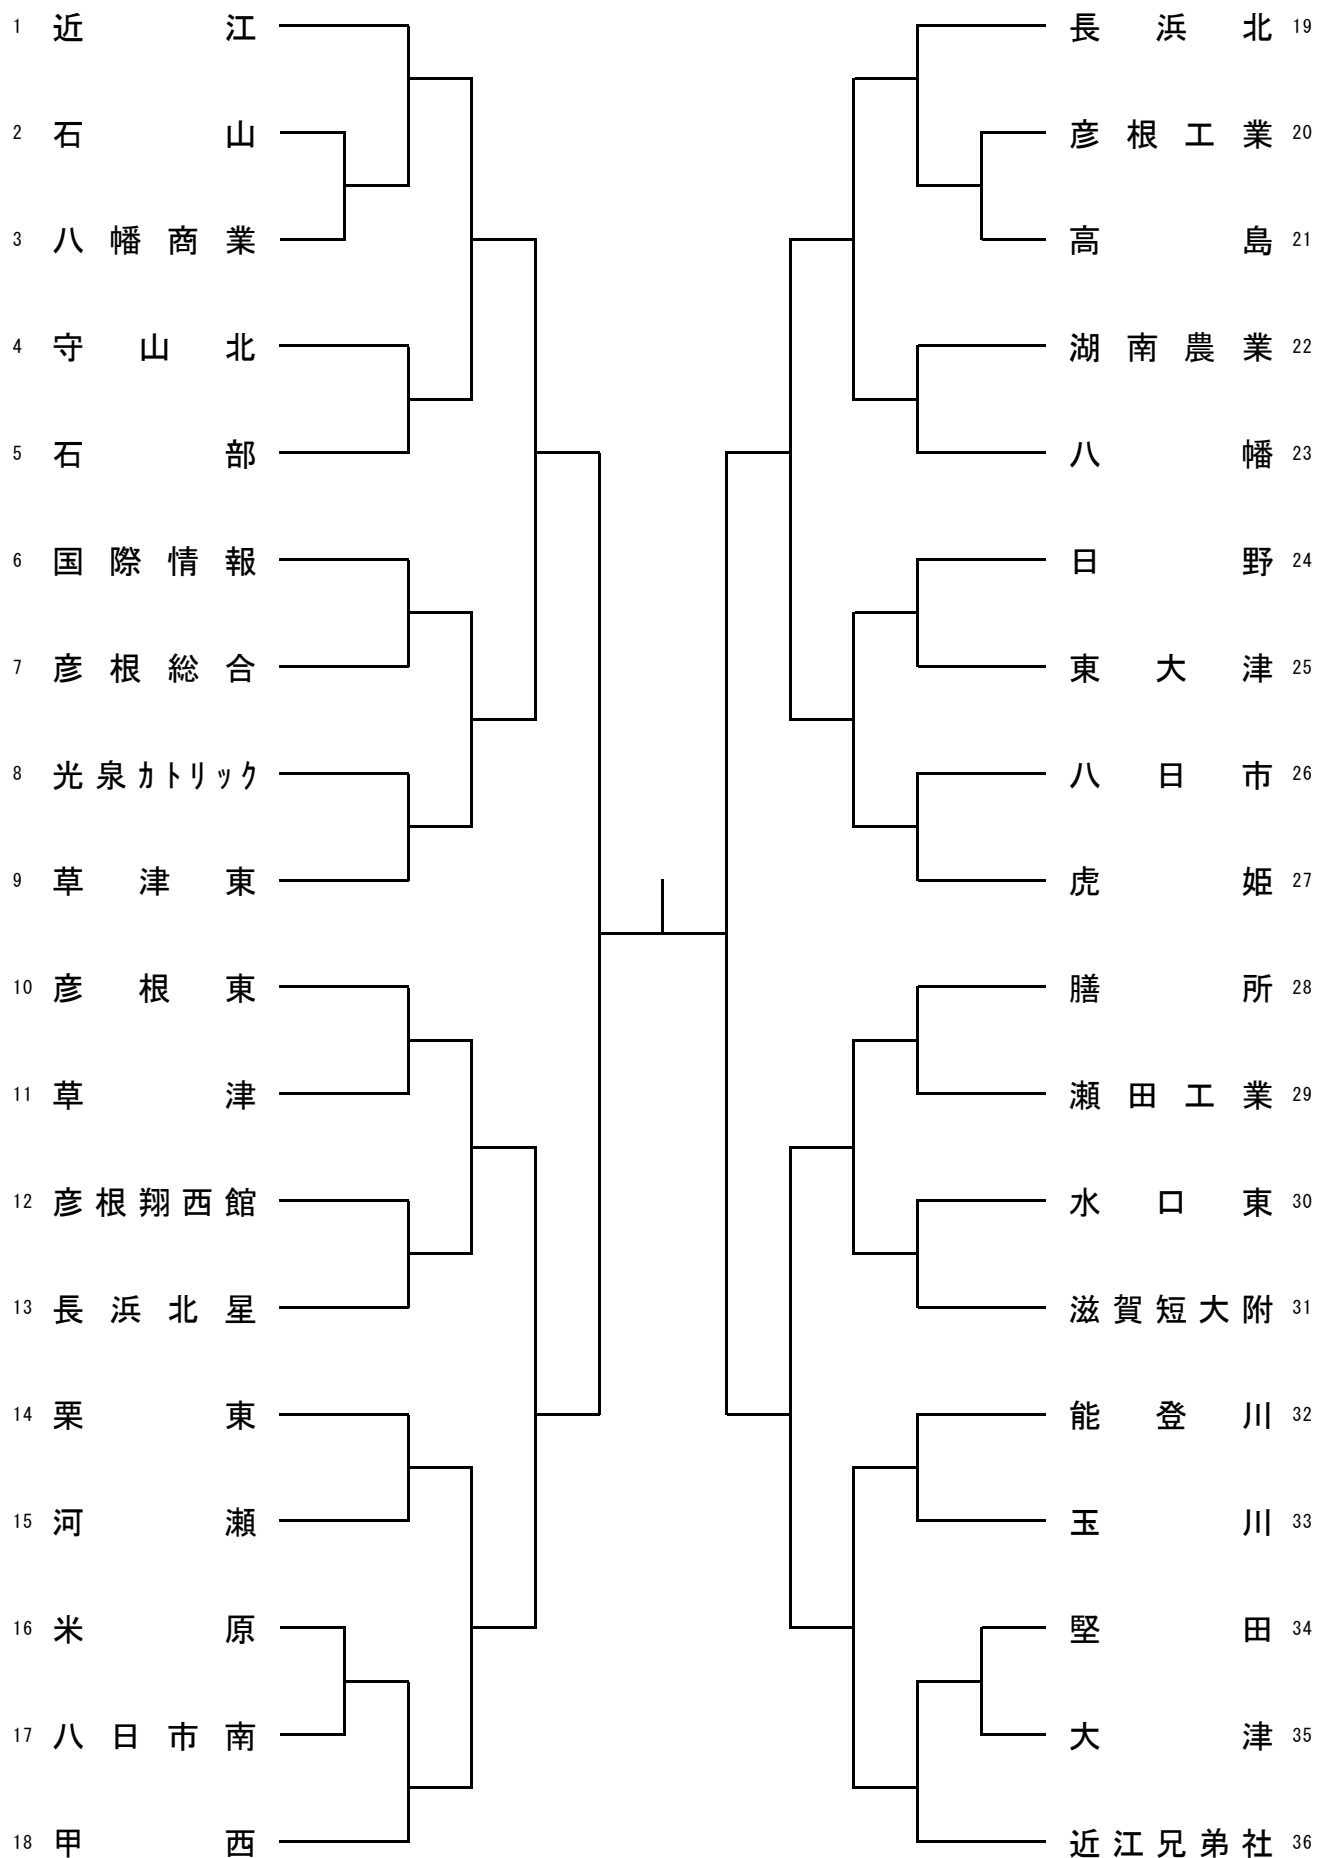 1 近江
2 石山
3 八幡商業
4 守山北
5 石部
6 国際情報
7 彦根総合
8 光泉ｶﾄﾘｯｸ
9 草津東
10 彦根東
11 草津
12 彦根翔西館
13 長浜北星
14 栗東
15 河瀬
16 米原
17 八日市南
18 甲西
長浜北 19
彦根工業 20
高島 21
湖南農業 22
八幡 23
日野 24
東大津 25
八日市 26
虎姫 27
膳所 28
瀬田工業 29
水口東 30
滋賀短大附 31
能登川 32
玉川 33
堅田 34
大津 35
近江兄弟社 36